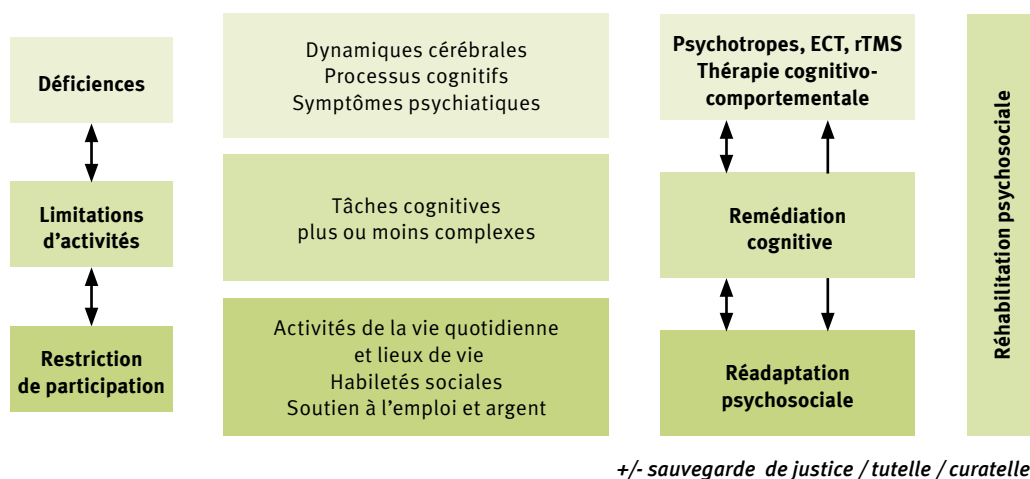 Déficiences
Dynamiques cérébrales
Processus cognitifs
Symptômes psychiatiques
Psychotropes, ECT, rTMS
Thérapie cognitivo-
comportementale
Limitations
d’activités
Tâches cognitives
plus ou moins complexes
Remédiation
cognitive
Restriction
de participation
Activités de la vie quotidienne
et lieux de vie
Habiletés sociales
Soutien à l’emploi et argent
Réadaptation
psychosociale
Réhabilitation psychosociale
+/- sauvegarde de justice / tutelle / curatelle